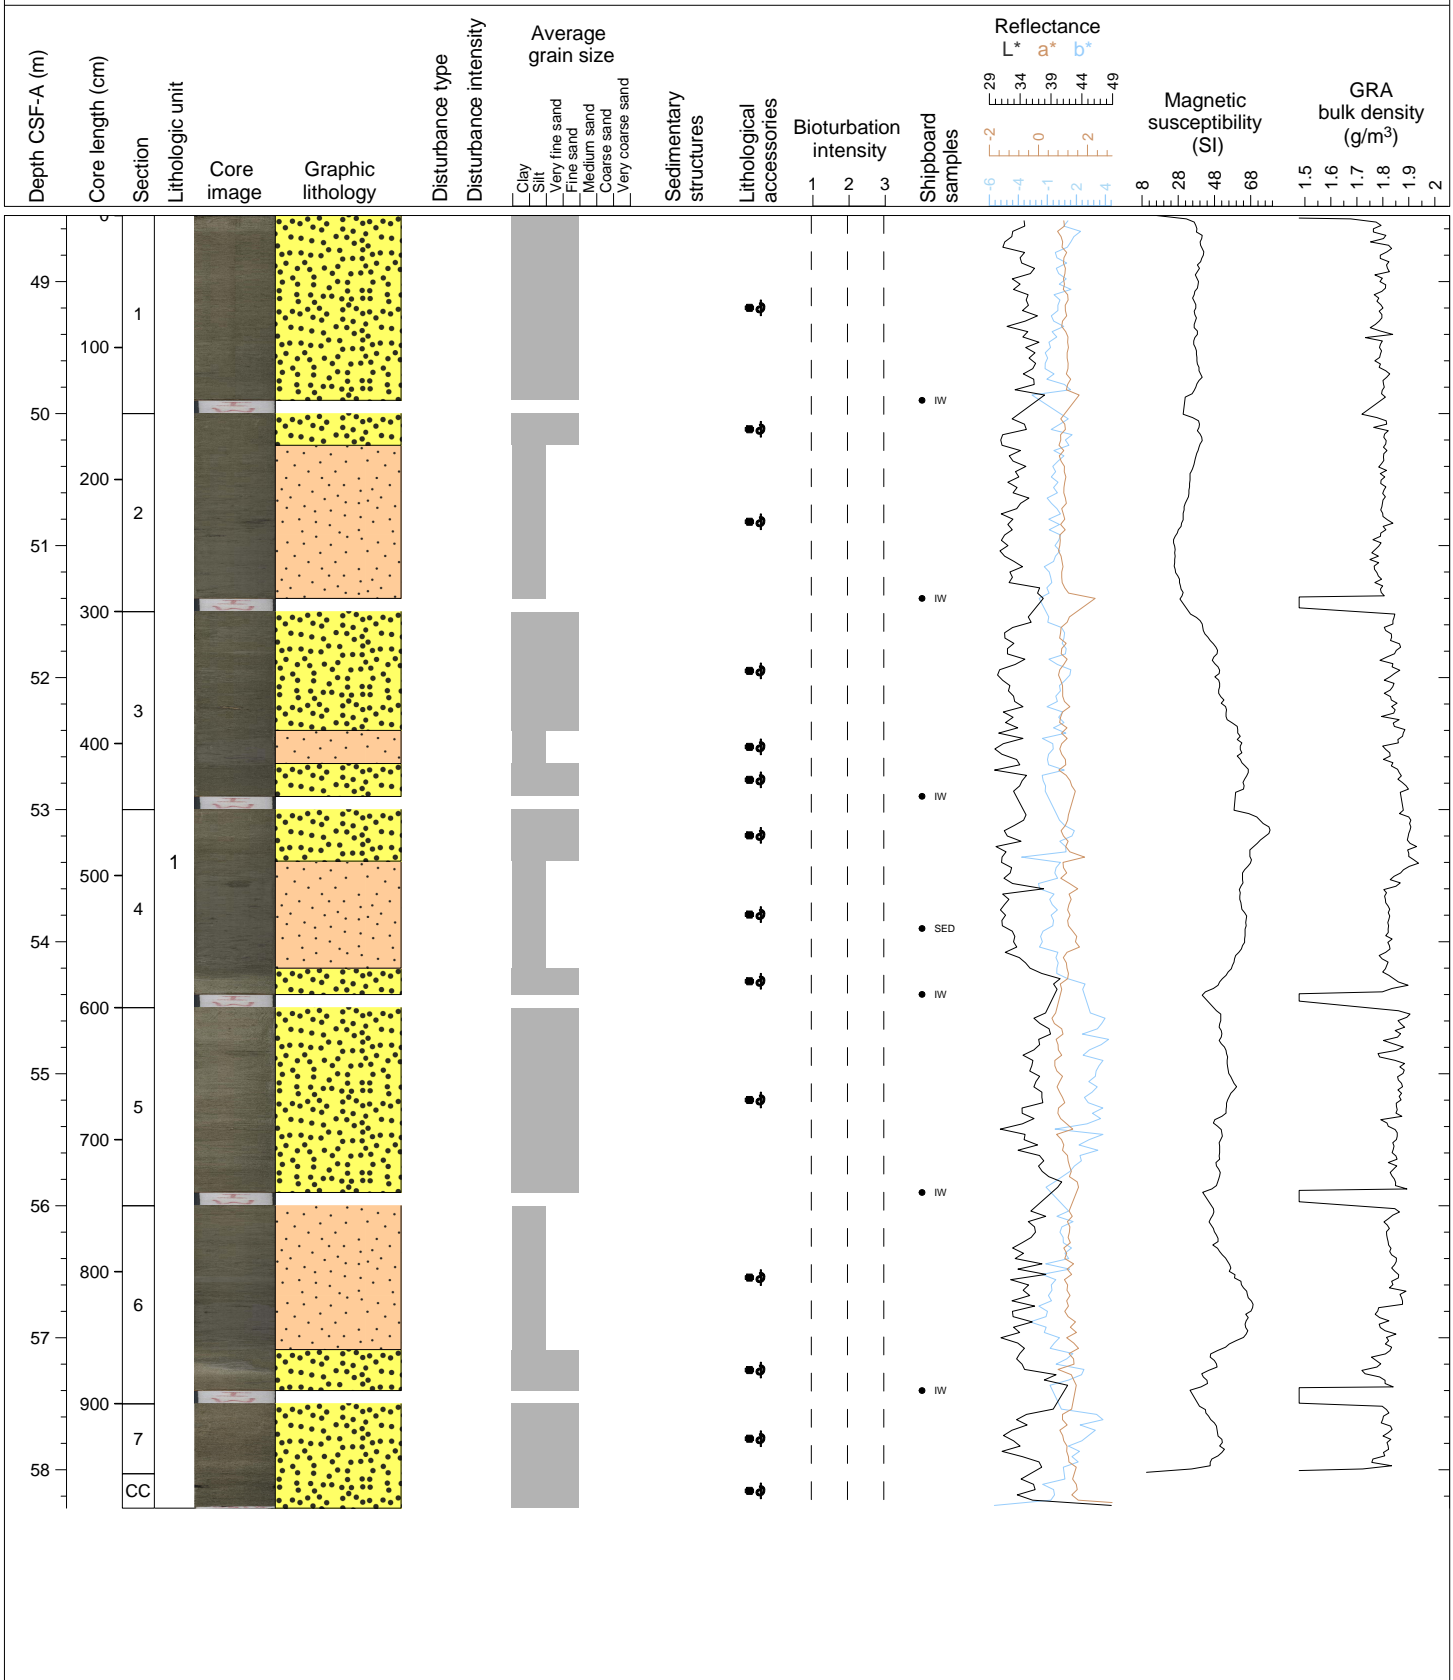 Depth CSF-A (m)
Core length (cm)
Section
Lithologic unit
Core
image
Graphic
lithology
Disturbance type
Disturbance intensity
Average
grain size
Clay
Silt
Very fine sand
Fine sand
Medium sand
Coarse sand
Very coarse sand
Sedimentary
structures
Lithological
accessories
Bioturbation
intensity
1 2 3
Shipboard
samples
Reflectance
L* a* b*
29 34 39 44 49
-2 0 2
-6 -4 -1 2 4
Magnetic
susceptibility
(SI)
8 28 48 68
GRA
bulk density
(g/m3)
1.5 1.6 1.7 1.8 1.9 2
0
49
1
100
IW
50
200
2
51
IW
300
52
3
400
IW
53
1
500
4
SED
54
IW
600
55
5
700
IW
56
800
6
57
IW
900
7
58
CC